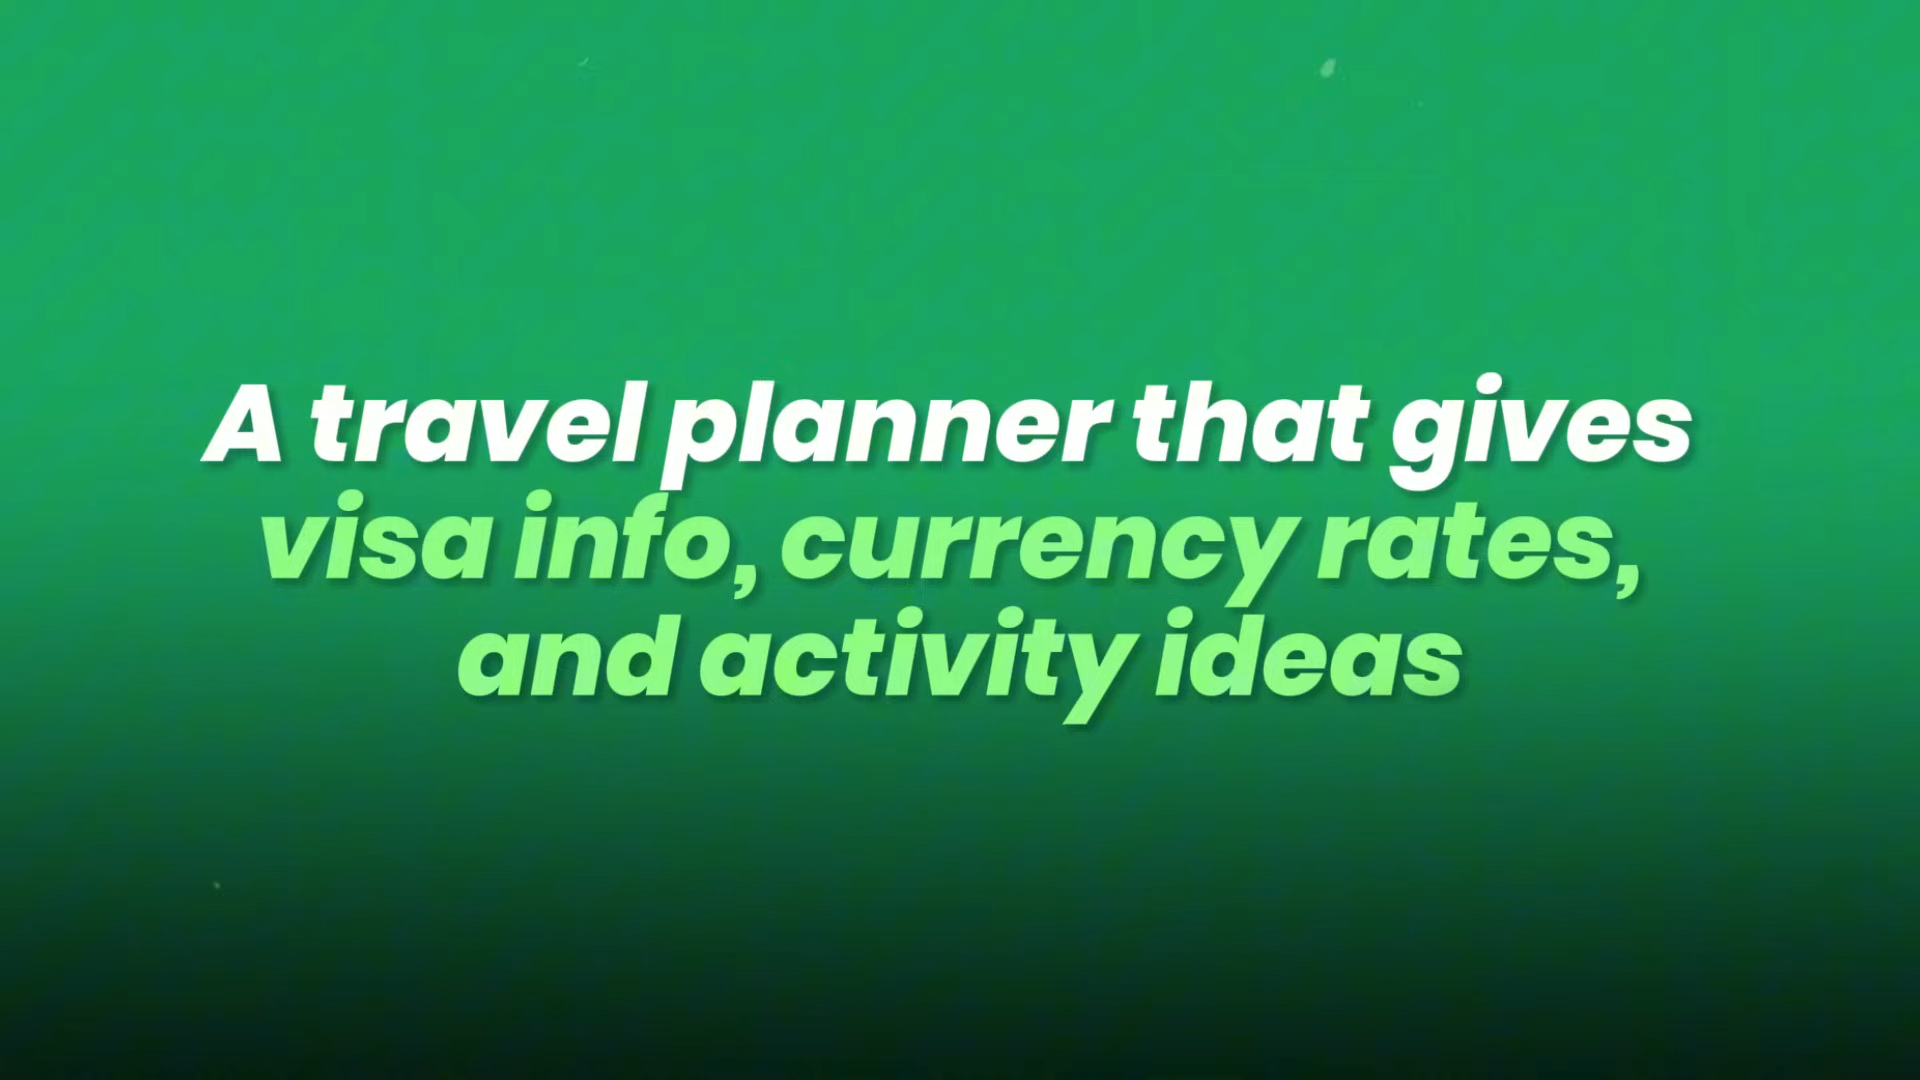 A travel planner that gives
visa info, currency rates,
and activity ideas